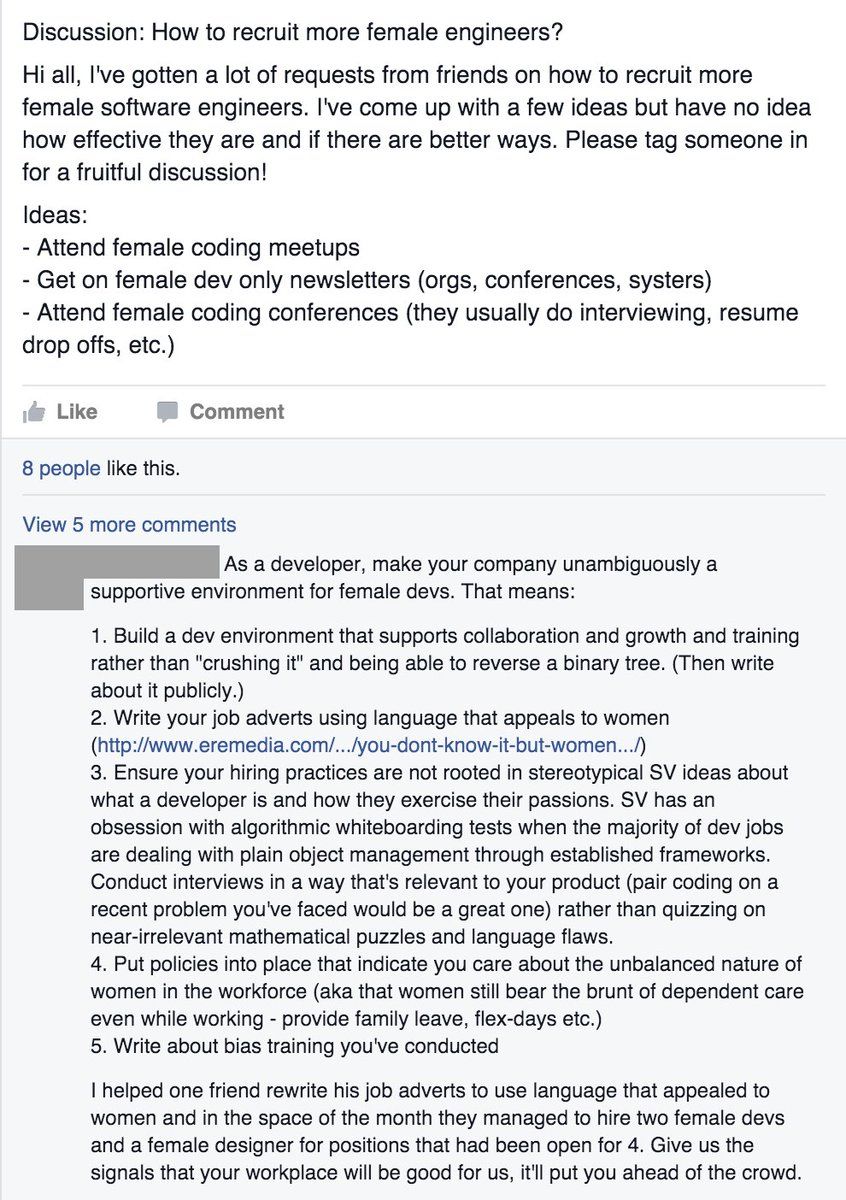 Discussion: How to recruit more female engineers?
Hi all, I've gotten a lot of requests from friends on how to recruit more
female software engineers. I've come up with a few ideas but have no idea
how effective they are and if there are better ways. Please tag someone in
for a fruitful discussion!
Ideas:
- Attend female coding meetups
- Get on female dev only newsletters (orgs, conferences, systers)
- Attend female coding conferences (they usually do interviewing, resume
drop offs, etc.)
Like Comment
8 people like this.
View 5 more comments
As a developer, make your company unambiguously a
supportive environment for female devs. That means:
1. Build a dev environment that supports collaboration and growth and training
rather than "crushing it" and being able to reverse a binary tree. (Then write
about it publicly.)
2. Write your job adverts using language that appeals to women
(http://www.eremedia.com/.../you-dont-know-it-but-women.../)
3. Ensure your hiring practices are not rooted in stereotypical SV ideas about
what a developer is and how they exercise their passions. SV has an
obsession with algorithmic whiteboarding tests when the majority of dev jobs
are dealing with plain object management through established frameworks.
Conduct interviews in a way that's relevant to your product (pair coding on a
recent problem you've faced would be a great one) rather than quizzing on
near-irrelevant mathematical puzzles and language flaws.
4. Put policies into place that indicate you care about the unbalanced nature of
women in the workforce (aka that women still bear the brunt of dependent care
even while working - provide family leave, flex-days etc.)
5. Write about bias training you've conducted
I helped one friend rewrite his job adverts to use language that appealed to
women and in the space of the month they managed to hire two female devs
and a female designer for positions that had been open for 4. Give us the
signals that your workplace will be good for us, it'll put you ahead of the crowd.